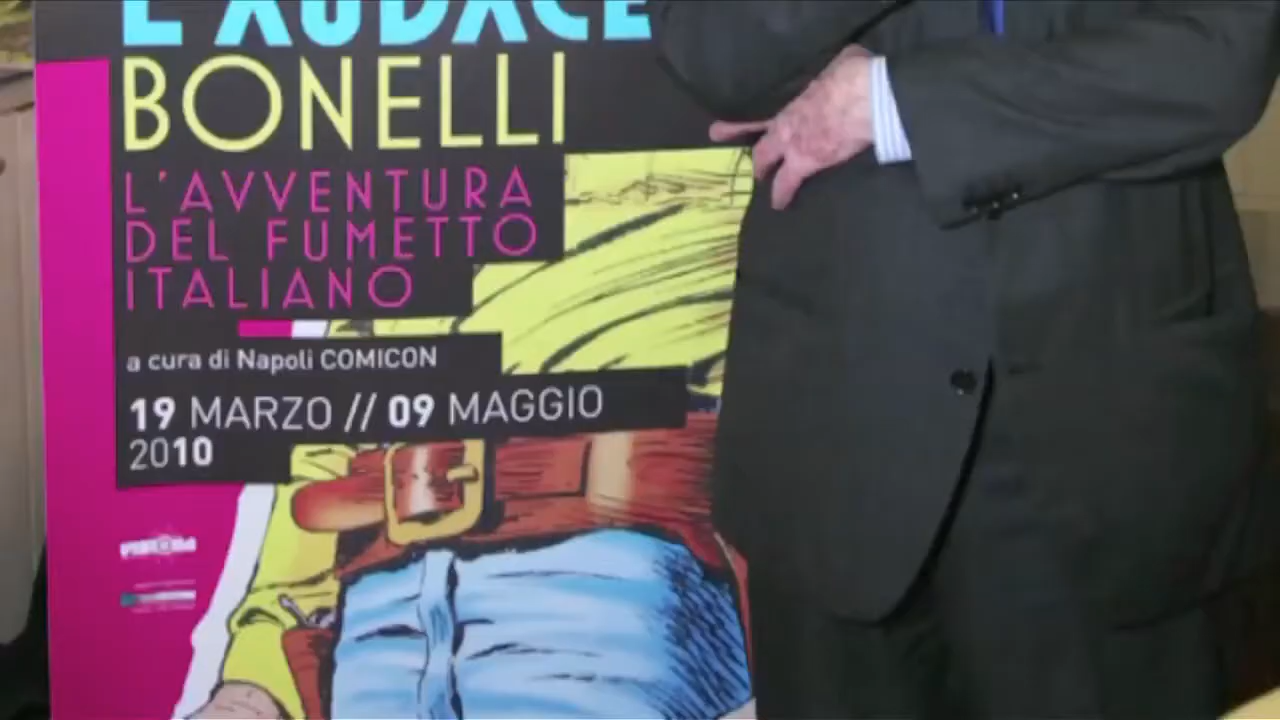 L'AUDACE
BONELLI
L'AVVENTURA
DEL FUMETTO
ITALIANO
a cura di Napoli COMICON
19 MARZO // 09 MAGGIO
2010